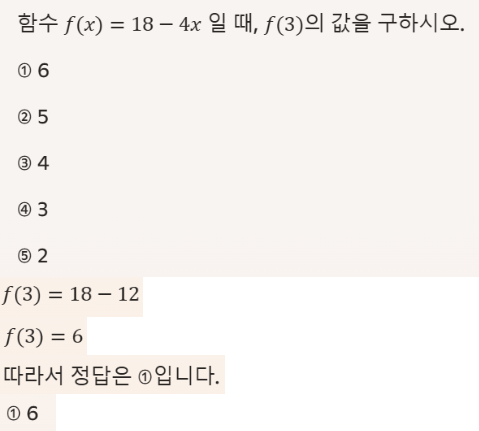 함수 f(x) = 18 − 4x 일 때, f(3)의 값을 구하시오.
① 6
② 5
③ 4
④ 3
⑤ 2
f(3) = 18 − 12
f(3) = 6
따라서 정답은 ①입니다.
① 6